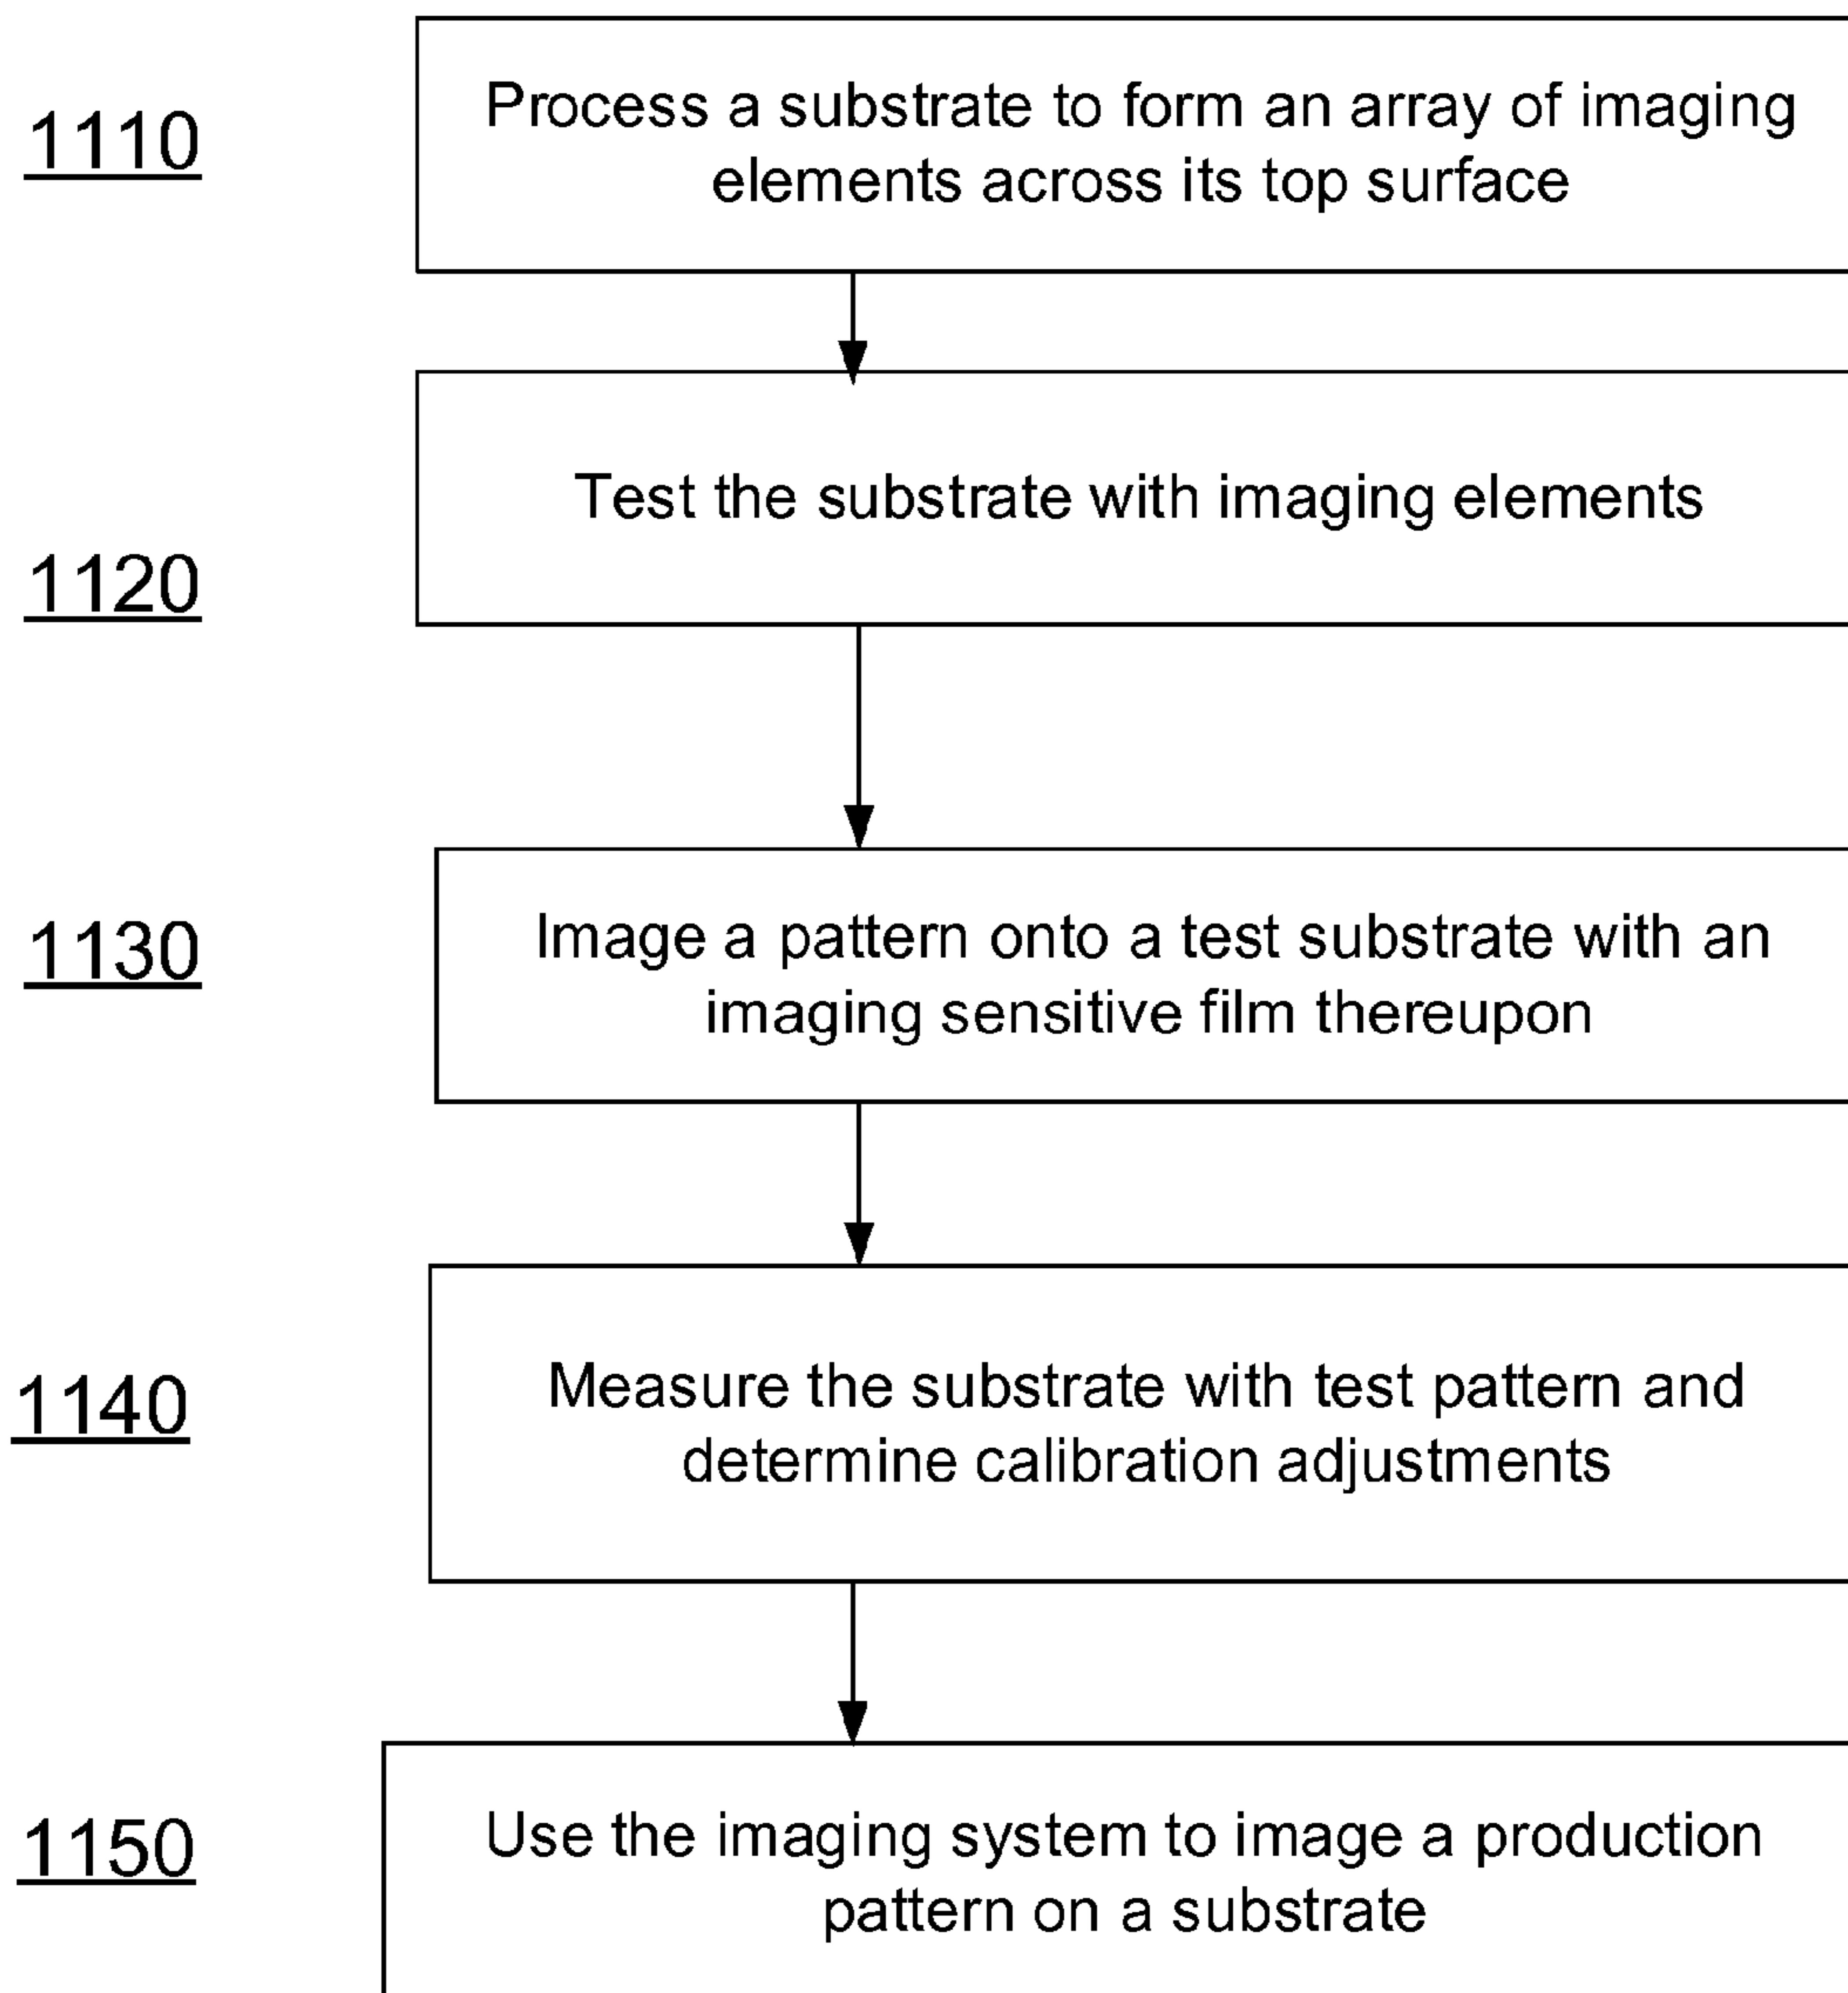 1110
Process a substrate to form an array of imaging
elements across its top surface
Test the substrate with imaging elements
1120
1130
Image a pattern onto a test substrate with an
imaging sensitive film thereupon
1140
Measure the substrate with test pattern and
determine calibration adjustments
1150
Use the imaging system to image a production
pattern on a substrate